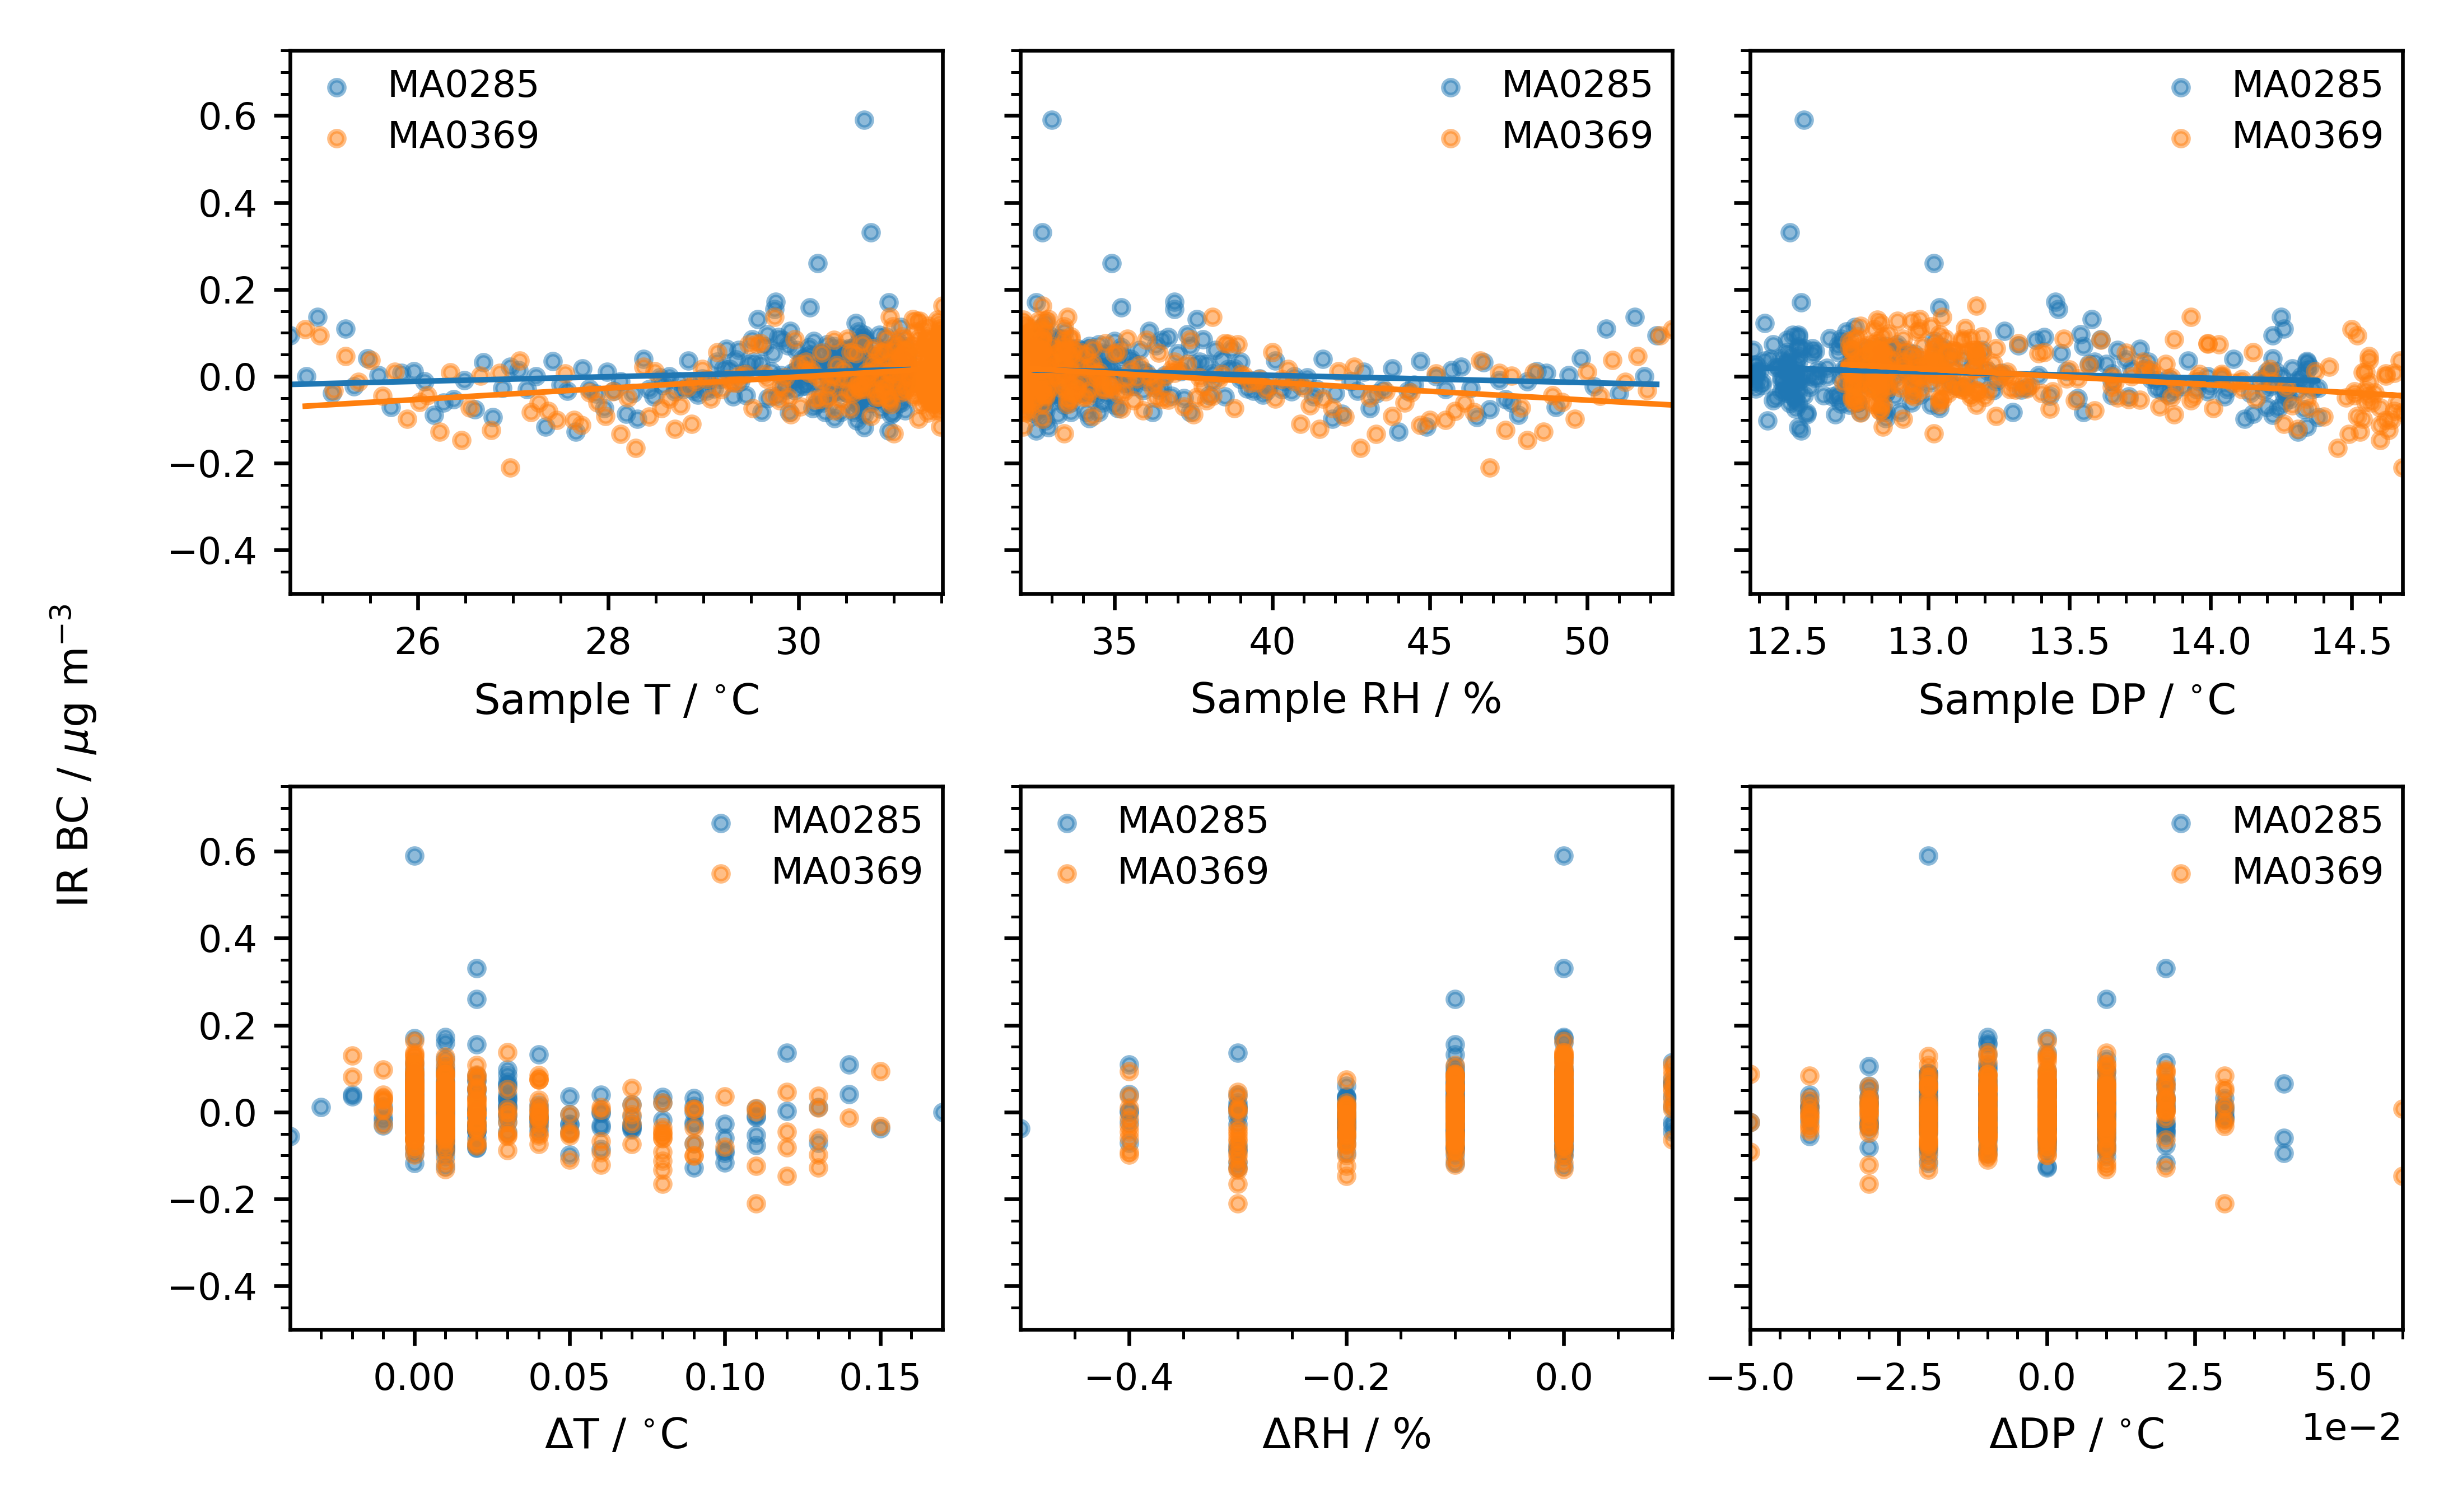 IR BC / μg m⁻³
MA0285
MA0369
0.6
0.4
0.2
0.0
−0.2
−0.4
26 28 30
Sample T / °C
MA0285
MA0369
35 40 45 50
Sample RH / %
MA0285
MA0369
12.5 13.0 13.5 14.0 14.5
Sample DP / °C
MA0285
MA0369
0.6
0.4
0.2
0.0
−0.2
−0.4
0.00 0.05 0.10 0.15
ΔT / °C
MA0285
MA0369
−0.4 −0.2 0.0
ΔRH / %
MA0285
MA0369
−5.0 −2.5 0.0 2.5 5.0
1e−2
ΔDP / °C